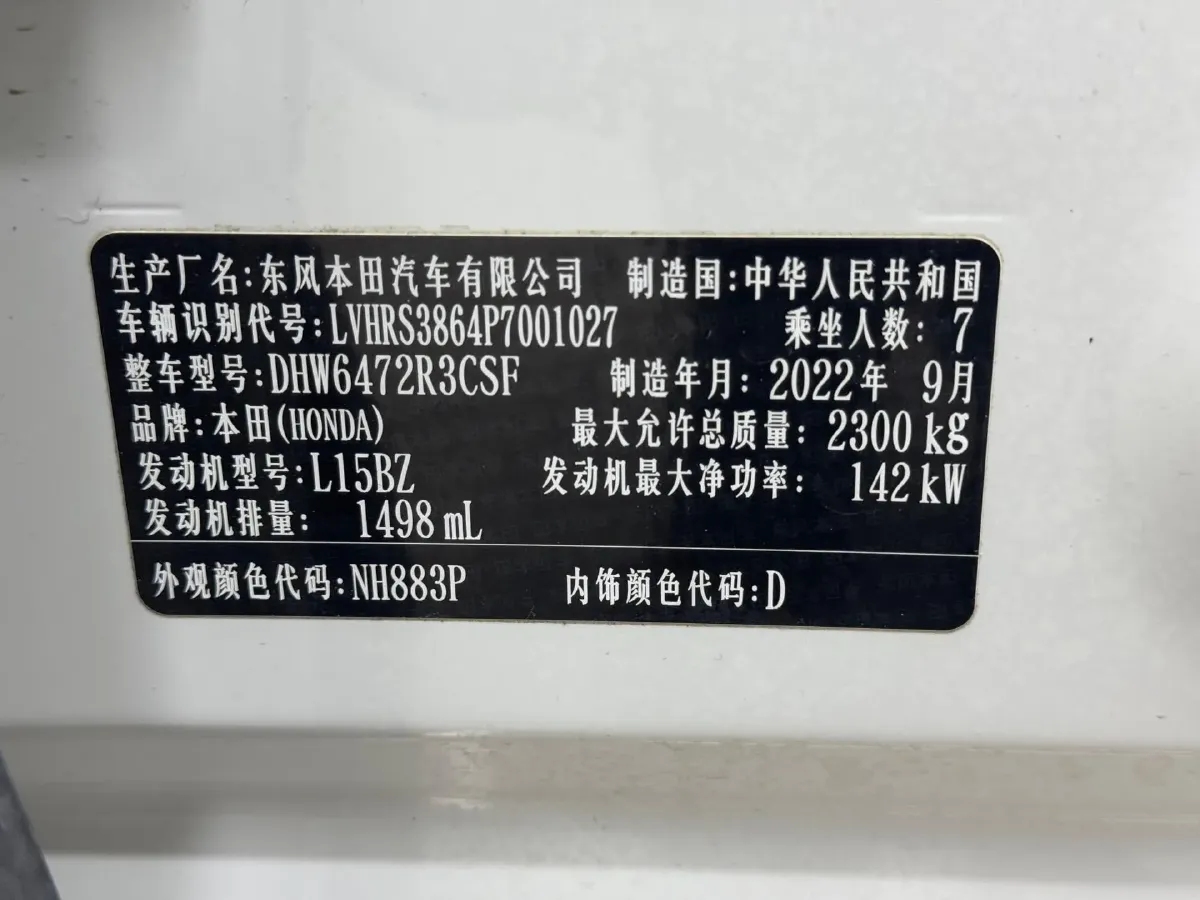 生产厂名:东风本田汽车有限公司 制造国:中华人民共和国
车辆识别代号:LVHRS3864P7001027 乘坐人数: 7
整车型号:DHW6472R3CSF 制造年月: 2022年 9月
品牌:本田(HONDA) 最大允许总质量: 2300 kg
发动机型号:L15BZ 发动机最大净功率: 142 kW
发动机排量: 1498 mL
外观颜色代码:NH883P 内饰颜色代码:D